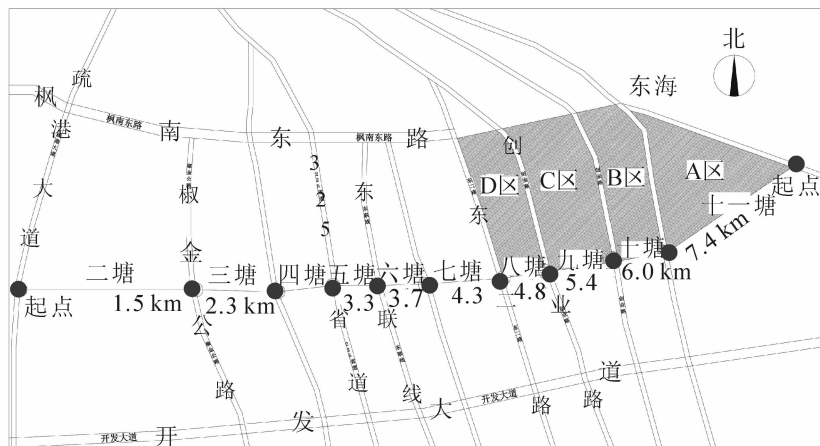 北
东海
疏港大道
枫南东路
枫南东路
枫南东路
椒金公路
325省道
东联线
东二路
创业路
D区
C区
B区
A区
起点
十一塘
7.4 km
二塘
三塘
四塘
五塘
六塘
七塘
八塘
九塘
十塘
起点
1.5 km
2.3 km
3.3
3.7
4.3
4.8
5.4
6.0 km
开发大道
开发大道
开发大道